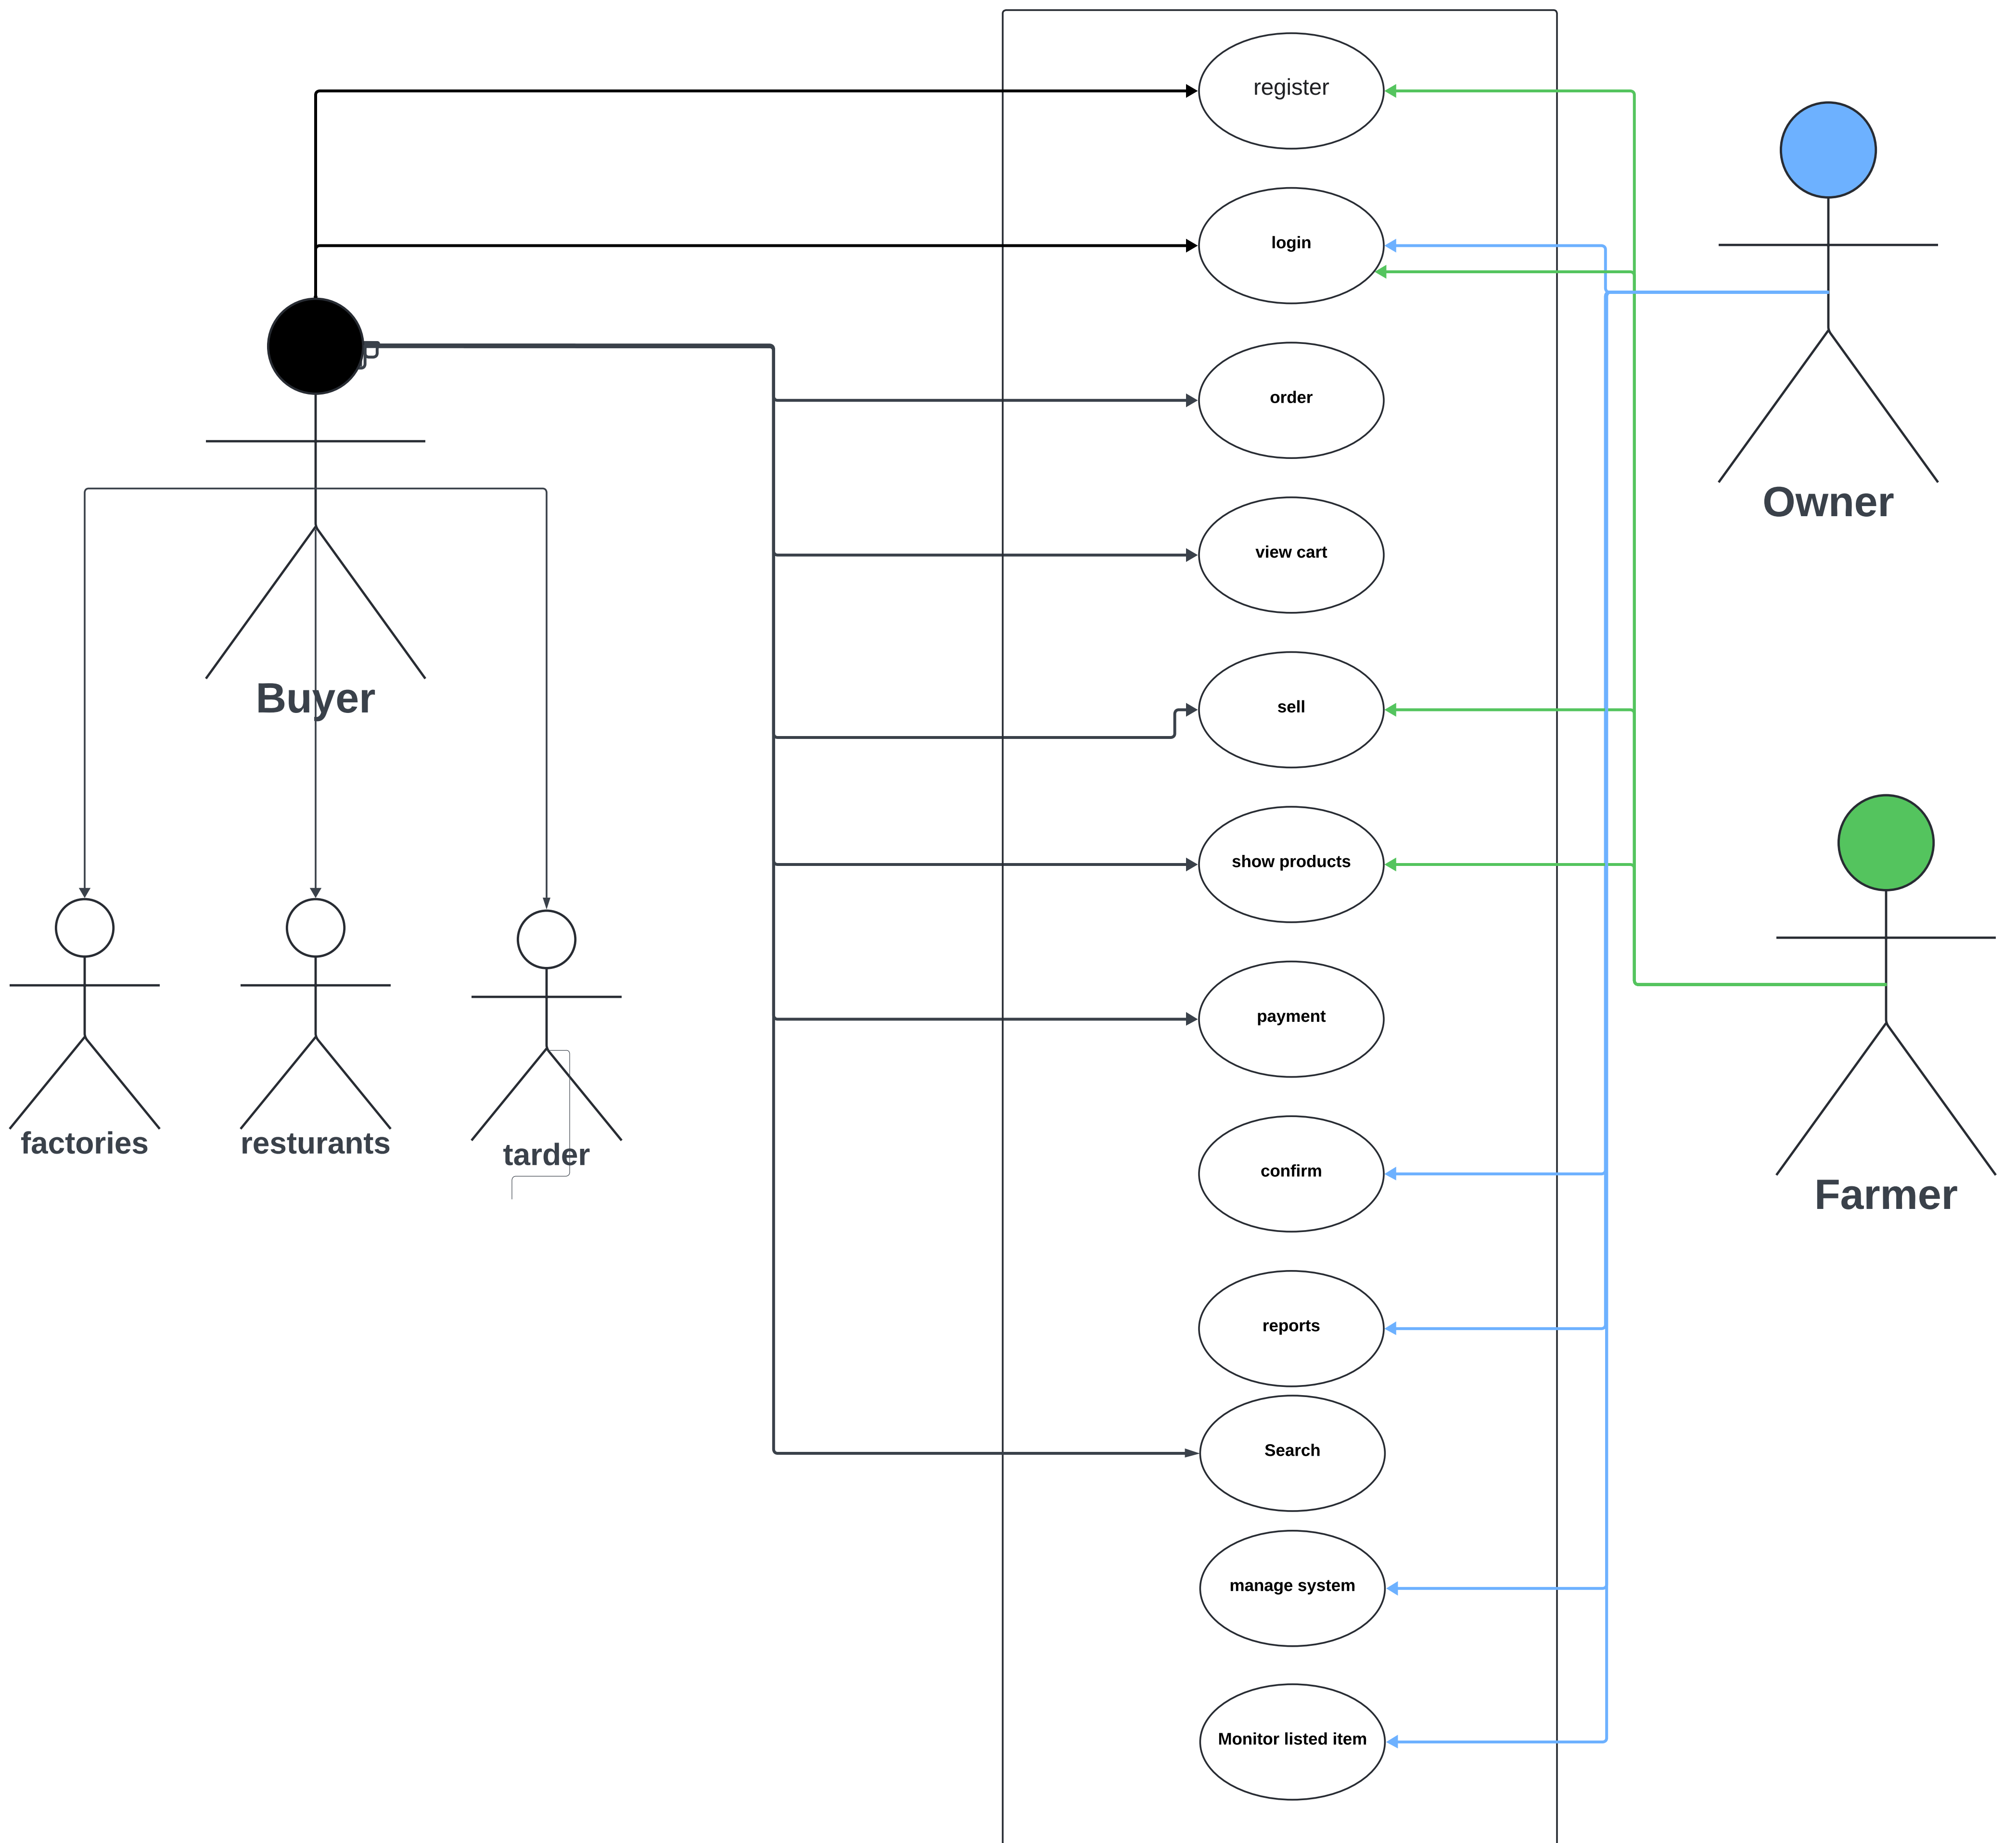 register
login
order
view cart
sell
show products
payment
confirm
reports
Search
manage system
Monitor listed item
Buyer
factories
resturants
tarder
Owner
Farmer